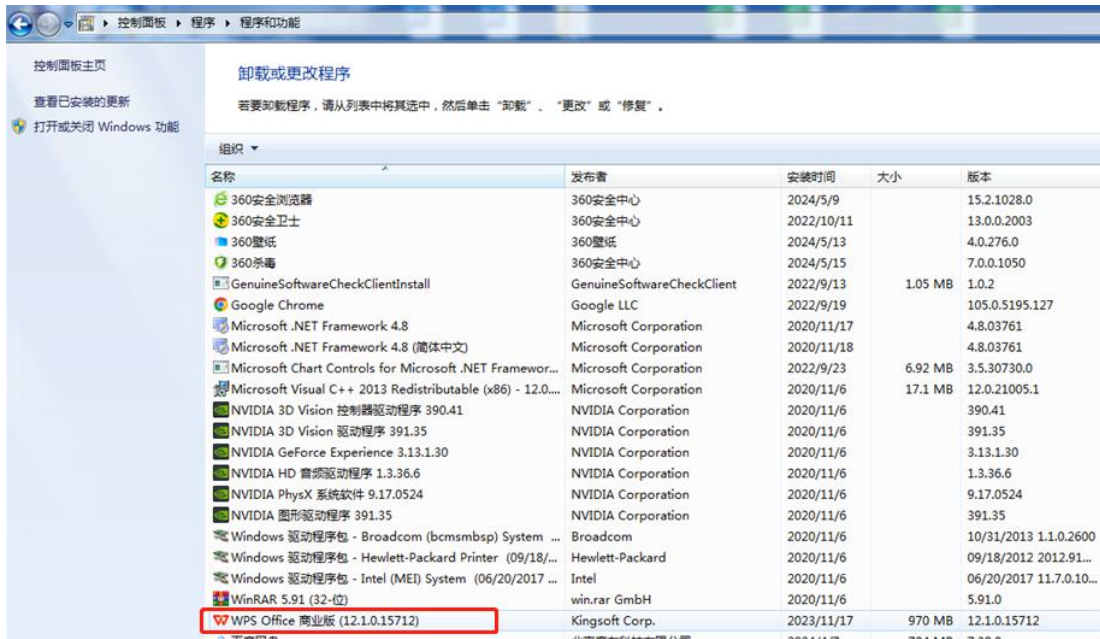 控制面板 ▸ 程序 ▸ 程序和功能
控制面板主页
查看已安装的更新
打开或关闭 Windows 功能
卸载或更改程序
若要卸载程序，请从列表中将其选中，然后单击“卸载”、“更改”或“修复”。
组织
名称 发布者 安装时间 大小 版本
360安全浏览器 360安全中心 2024/5/9 15.2.1028.0
360安全卫士 360安全中心 2022/10/11 13.0.0.2003
360壁纸 360壁纸 2024/5/13 4.0.276.0
360杀毒 360安全中心 2024/5/15 7.0.0.1050
GenuineSoftwareCheckClientInstall GenuineSoftwareCheckClient 2022/9/13 1.05 MB 1.0.2
Google Chrome Google LLC 2022/9/19 105.0.5195.127
Microsoft .NET Framework 4.8 Microsoft Corporation 2020/11/17 4.8.03761
Microsoft .NET Framework 4.8 (简体中文) Microsoft Corporation 2020/11/18 4.8.03761
Microsoft Chart Controls for Microsoft .NET Framewor... Microsoft Corporation 2022/9/23 6.92 MB 3.5.30730.0
Microsoft Visual C++ 2013 Redistributable (x86) - 12.0.... Microsoft Corporation 2020/11/6 17.1 MB 12.0.21005.1
NVIDIA 3D Vision 控制器驱动程序 390.41 NVIDIA Corporation 2020/11/6 390.41
NVIDIA 3D Vision 驱动程序 391.35 NVIDIA Corporation 2020/11/6 391.35
NVIDIA GeForce Experience 3.13.1.30 NVIDIA Corporation 2020/11/6 3.13.1.30
NVIDIA HD 音频驱动程序 1.3.36.6 NVIDIA Corporation 2020/11/6 1.3.36.6
NVIDIA PhysX 系统软件 9.17.0524 NVIDIA Corporation 2020/11/6 9.17.0524
NVIDIA 图形驱动程序 391.35 NVIDIA Corporation 2020/11/6 391.35
Windows 驱动程序包 - Broadcom (bcmsmbsp) System ... Broadcom 2020/11/6 10/31/2013 1.1.0.2600
Windows 驱动程序包 - Hewlett-Packard Printer (09/18/... Hewlett-Packard 2020/11/6 09/18/2012 2012.91...
Windows 驱动程序包 - Intel (MEI) System (06/20/2017 ... Intel 2020/11/6 06/20/2017 11.7.0.10...
WinRAR 5.91 (32-位) win.rar GmbH 2020/11/6 5.91.0
WPS Office 商业版 (12.1.0.15712) Kingsoft Corp. 2023/11/17 970 MB 12.1.0.15712